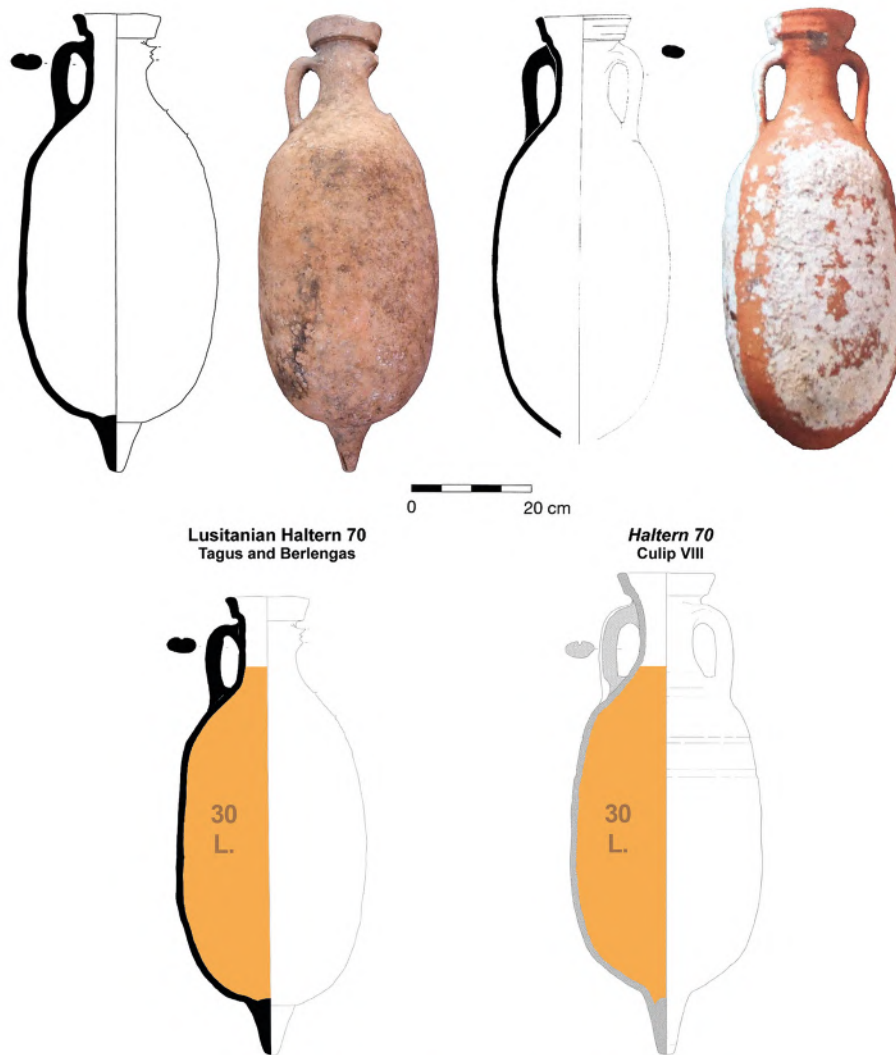 0
20 cm
Lusitanian Haltern 70
Tagus and Berlengas
Haltern 70
Culip VIII
30
L.
30
L.